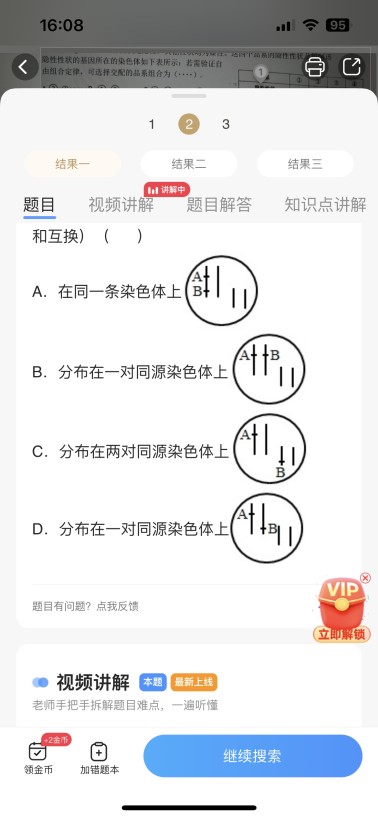 16:08
95
隐性性状的基因所在的染色体如下表所示：若需验证自
由组合定律，可选择交配的品系组合为（····）。
1
1 2 3
结果一 结果二 结果三
讲解中
题目 视频讲解 题目解答 知识点讲解
和互换）（ ）
A. 在同一条染色体上
A
B
B. 分布在一对同源染色体上
A B
C. 分布在两对同源染色体上
A
B
D. 分布在一对同源染色体上
A
B
题目有问题？点我反馈
VIP
立即解锁
视频讲解 本题 最新上线
老师手把手拆解题目难点，一遍听懂
+2金币
领金币 加错题本 继续搜索